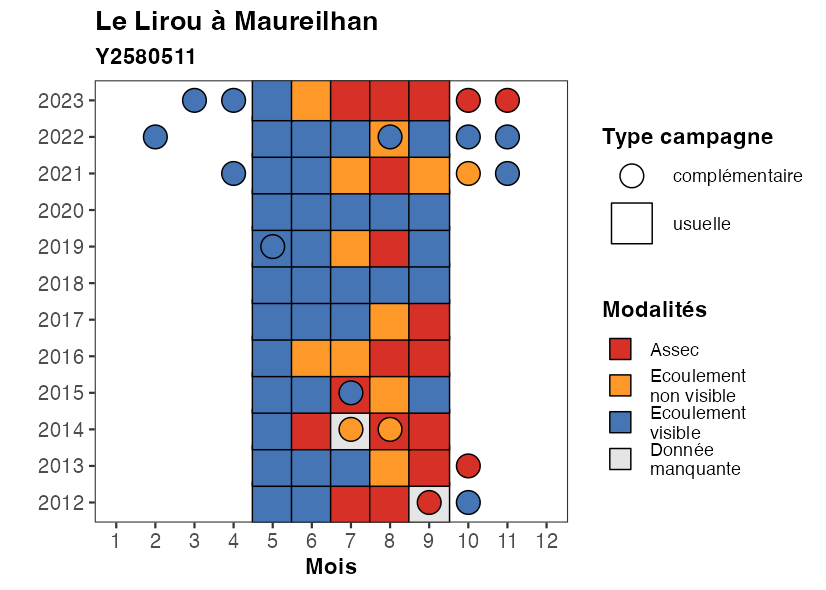 Le Lirou à Maureilhan
Y2580511
2023
2022
2021
2020
2019
2018
2017
2016
2015
2014
2013
2012
1 2 3 4 5 6 7 8 9 10 11 12
Mois
Type campagne
complémentaire
usuelle
Modalités
Assec
Ecoulement
non visible
Ecoulement
visible
Donnée
manquante